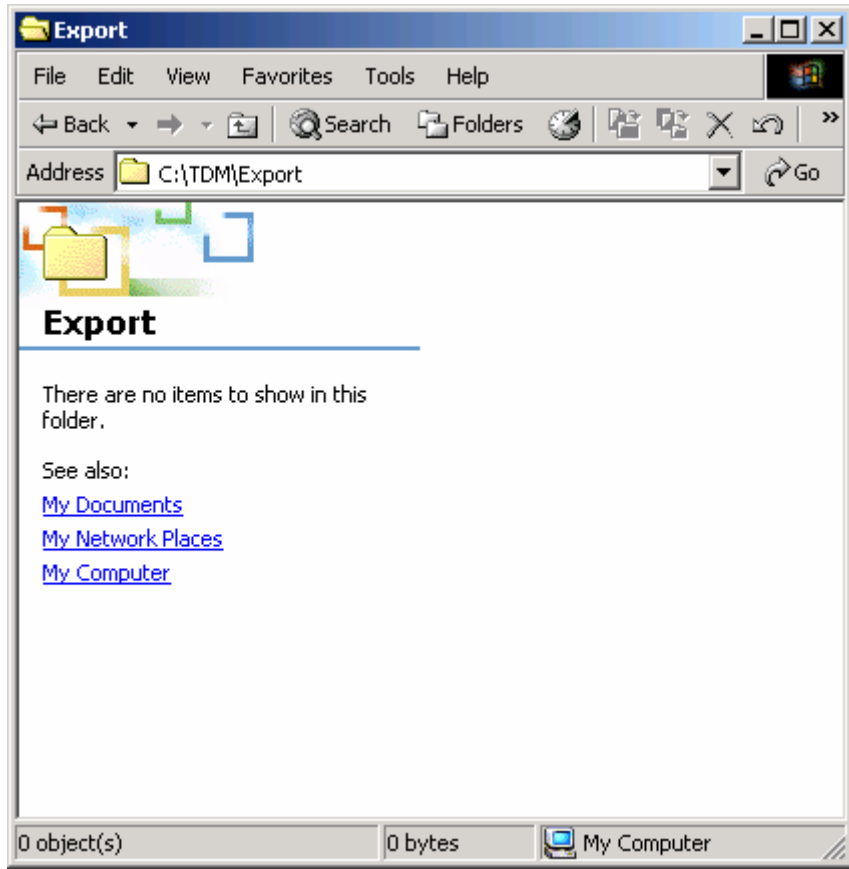 Export
File Edit View Favorites Tools Help
Back Search Folders »
Address C:\TDM\Export Go
Export
There are no items to show in this
folder.
See also:
My Documents
My Network Places
My Computer
0 object(s) 0 bytes My Computer